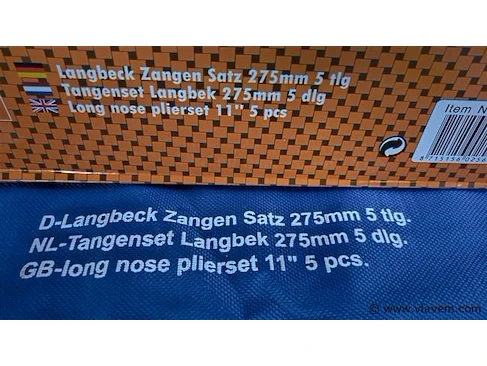 Langbeck Zangen Satz 275mm 5 tlg
Tangenset Langbek 275mm 5 dlg
Long nose plierset 11" 5 pcs
Item N
D-Langbeck Zangen Satz 275mm 5 tlg.
NL-Tangenset Langbek 275mm 5 dlg.
GB-long nose plierset 11" 5 pcs.
© www.viavem.com